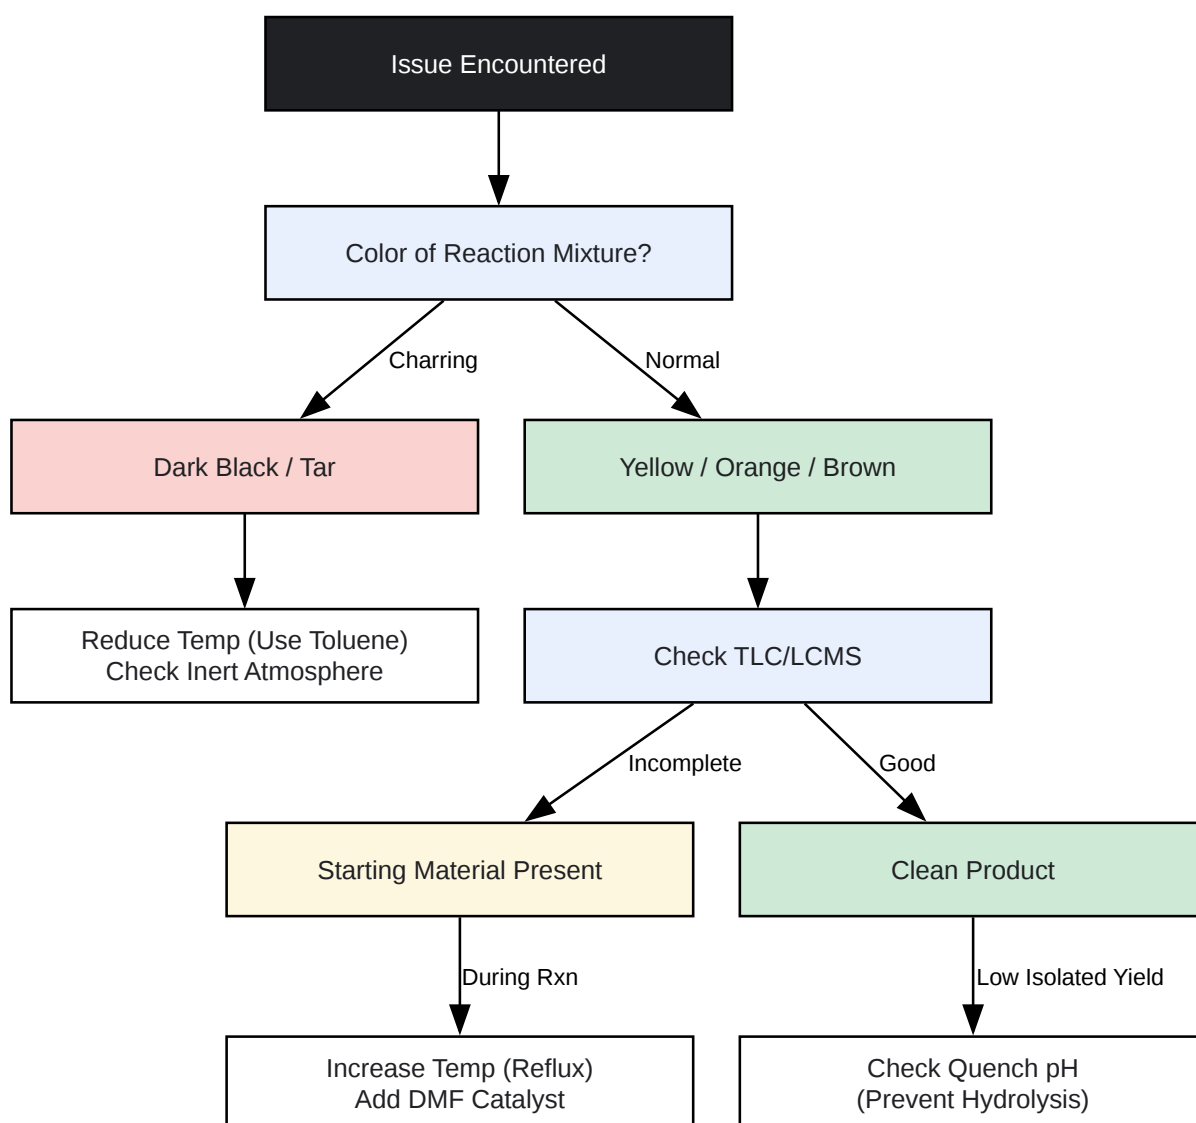 Issue Encountered
Color of Reaction Mixture?
Charring
Normal
Dark Black / Tar
Yellow / Orange / Brown
Reduce Temp (Use Toluene)
Check Inert Atmosphere
Check TLC/LCMS
Incomplete
Good
Starting Material Present
Clean Product
During Rxn
Low Isolated Yield
Increase Temp (Reflux)
Add DMF Catalyst
Check Quench pH
(Prevent Hydrolysis)